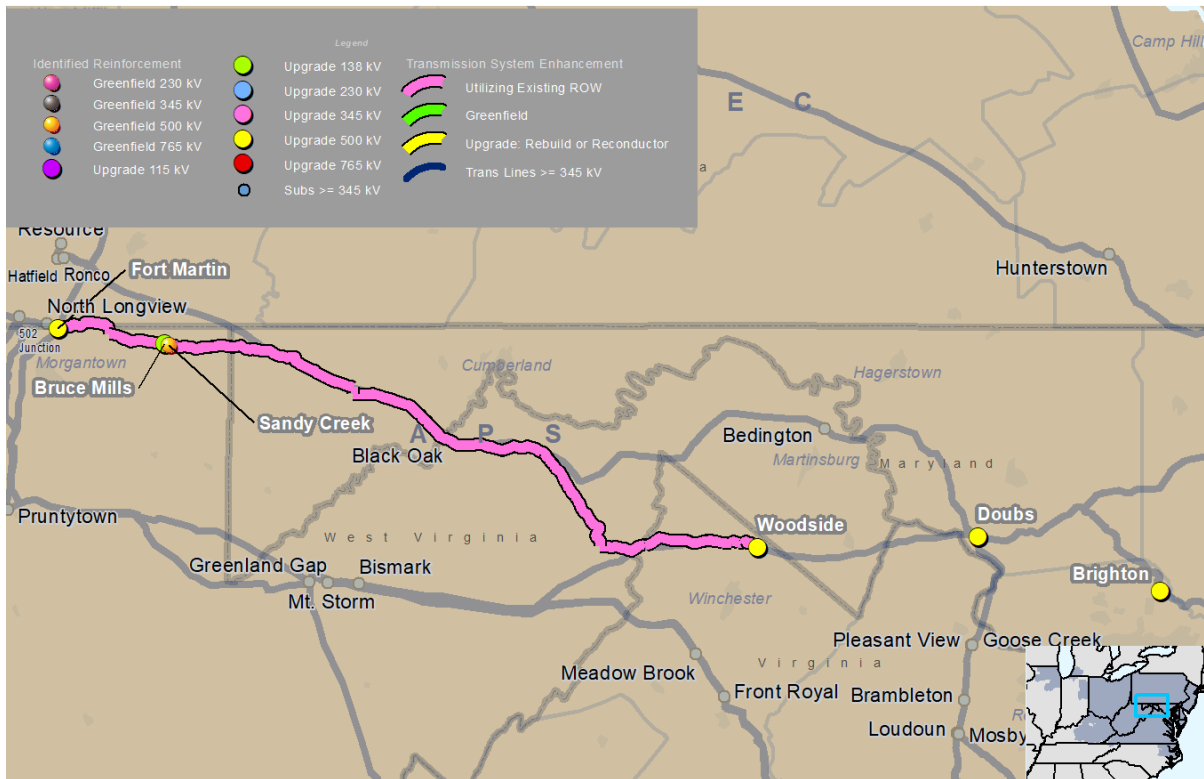 Legend
Identified Reinforcement
Greenfield 230 kV
Greenfield 345 kV
Greenfield 500 kV
Greenfield 765 kV
Upgrade 115 kV
Upgrade 138 kV
Upgrade 230 kV
Upgrade 345 kV
Upgrade 500 kV
Upgrade 765 kV
Subs >= 345 kV
Transmission System Enhancement
Utilizing Existing ROW
Greenfield
Upgrade: Rebuild or Reconductor
Trans Lines >= 345 kV
Camp Hill
E C
a
Resource
Hatfield Ronco
Fort Martin
Hunterstown
North Longview
502
Junction
Morgantown
Bruce Mills
Sandy Creek
Cumberland
Hagerstown
A P S
Black Oak
Bedington
Martinsburg
Maryland
Pruntytown
West Virginia
Woodside
Doubs
Greenland Gap
Bismark
Mt. Storm
Brighton
Winchester
Pleasant View
Goose Creek
Meadow Brook
Virginia
Front Royal
Brambleton
Loudoun
Mosby